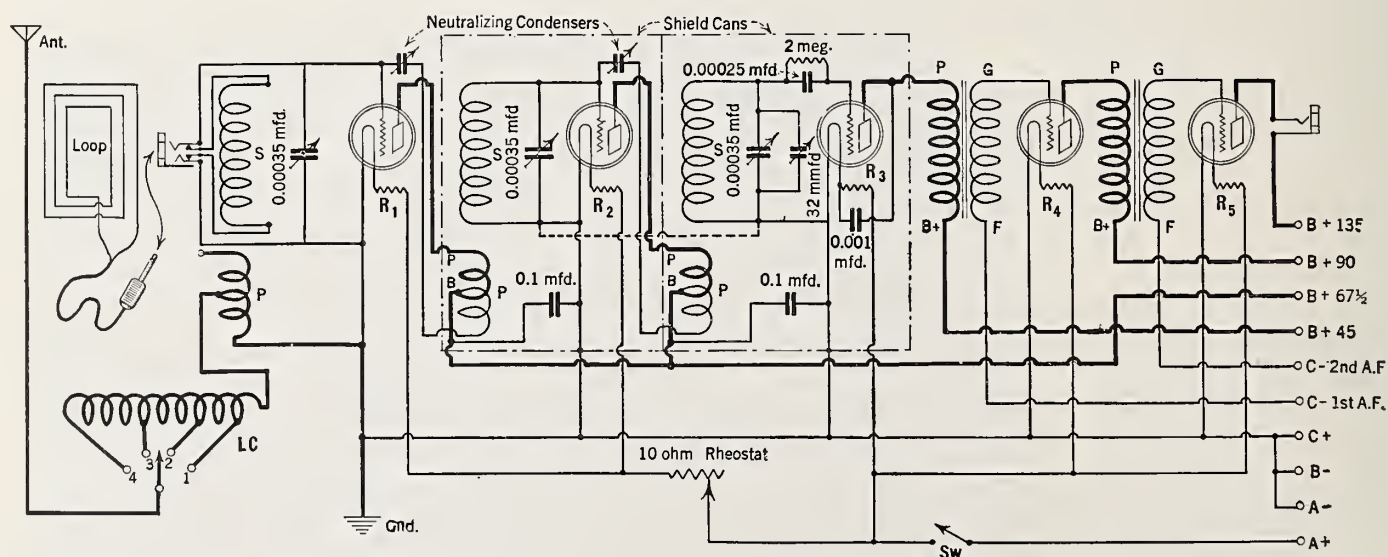 Ant.
Neutralizing Condensers
Shield Cans
2 meg.
0.00025 mfd.
Loop
S
0.00035 mfd.
S
0.00035 mfd
S
0.00035 mfd
32 mmfd
R1
R2
R3
R4
R5
P
G
P
G
B+
F
B+
F
0.001
mfd.
P
P
B
P
0.1 mfd.
P
B
P
0.1 mfd.
LC
4
3
2
1
10 ohm Rheostat
Gnd.
Sw
B + 135
B + 90
B + 67½
B + 45
C - 2nd A.F
C - 1st A.F.
C +
B -
A -
A +